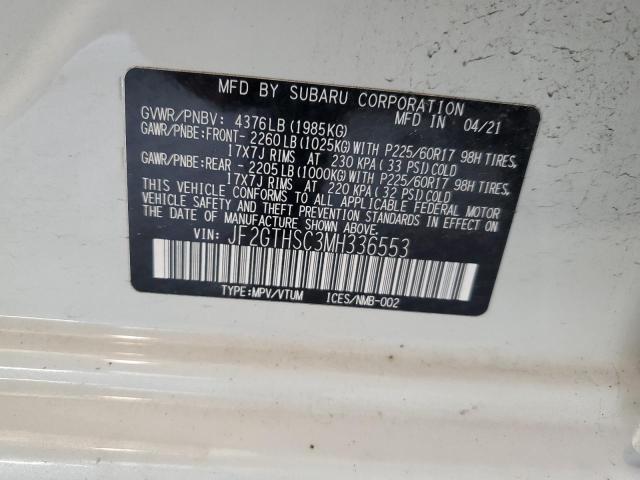 MFD BY SUBARU CORPORATION 04/21
GVWR/PNBV: 4376LB(1985KG)
GAWR/PNBE:FRONT- 2260LB(1025KG)WITH P225/60R17 98H TIRES,
17X7J RIMS AT 230 KPA(33 PSI)COLD
GAWR/PNBE:REAR - 2205LB(1000KG)WITH P225/60R17 98H TIRES,
17X7J RIMS AT 220 KPA(32 PSI)COLD
THIS VEHICLE CONFORMS TO ALL APPLICABLE FEDERAL MOTOR
VEHICLE SAFETY AND THEFT PREVENTION STANDARDS IN EFFECT
ON THE DATE OF MANUFACTURE SHOWN ABOVE.
VIN: JF2GTHSC3MH336553
TYPE:MPV/VTUM ICES/NMB-002